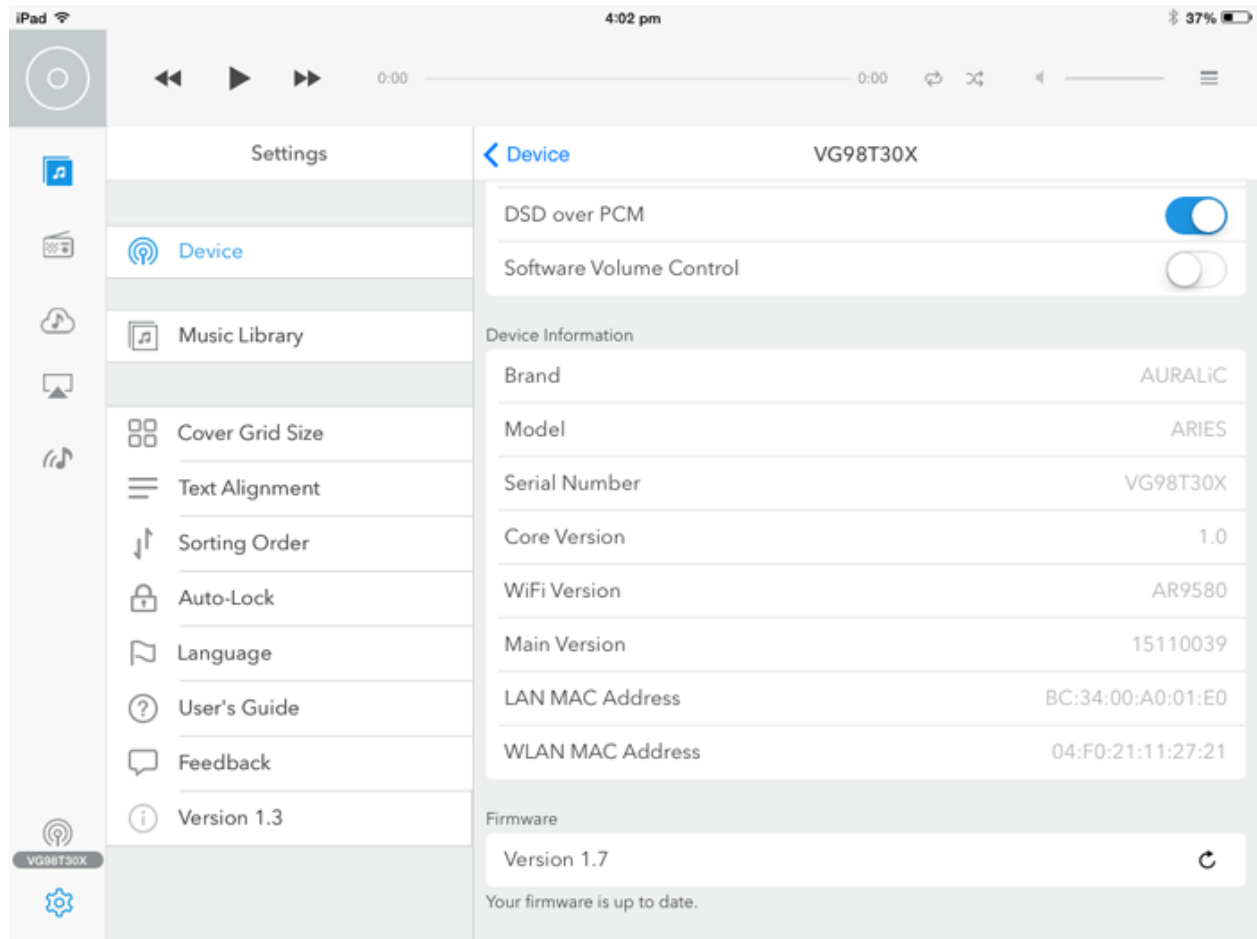 iPad 4:02 pm 37%
0:00 0:00
Settings
Device
Music Library
Cover Grid Size
Text Alignment
Sorting Order
Auto-Lock
Language
User's Guide
Feedback
Version 1.3
VG98T30X
Device VG98T30X
DSD over PCM
Software Volume Control
Device Information
Brand AURALiC
Model ARIES
Serial Number VG98T30X
Core Version 1.0
WiFi Version AR9580
Main Version 15110039
LAN MAC Address BC:34:00:A0:01:E0
WLAN MAC Address 04:F0:21:11:27:21
Firmware
Version 1.7
Your firmware is up to date.